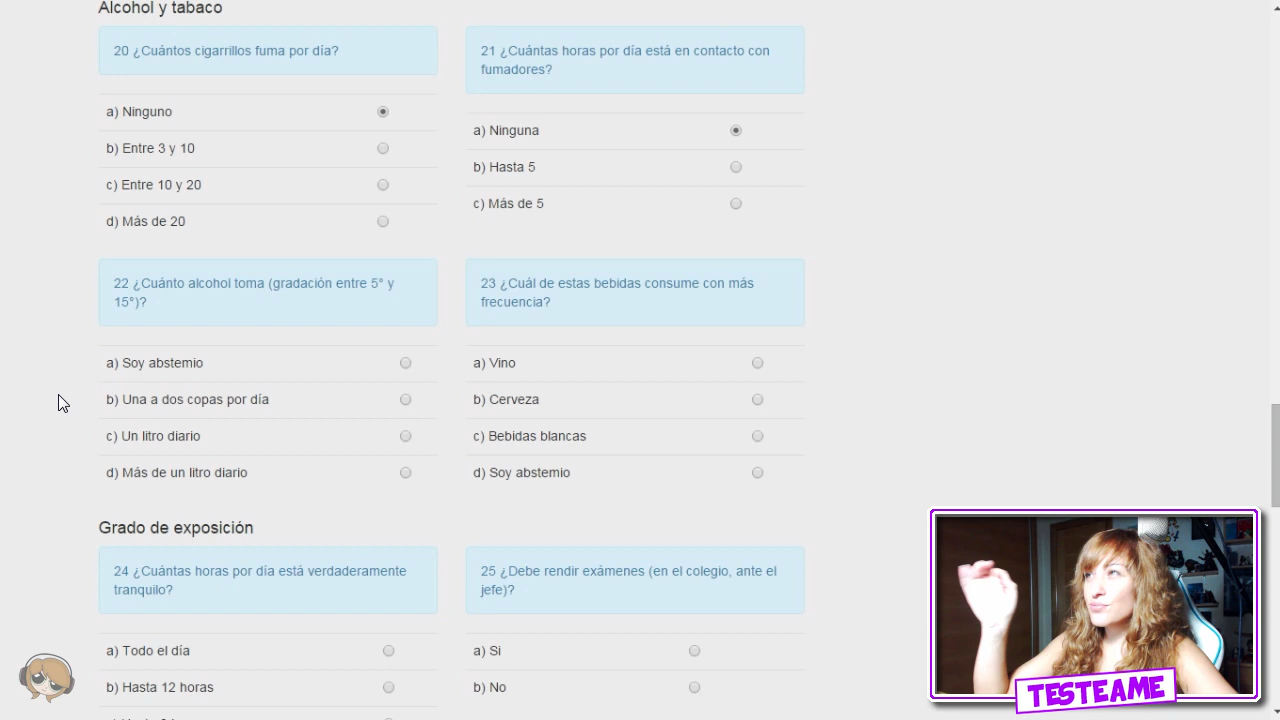 Alcohol y tabaco
20 ¿Cuántos cigarrillos fuma por día?
a) Ninguno
b) Entre 3 y 10
c) Entre 10 y 20
d) Más de 20
21 ¿Cuántas horas por día está en contacto con
fumadores?
a) Ninguna
b) Hasta 5
c) Más de 5
22 ¿Cuánto alcohol toma (gradación entre 5° y
15°)?
a) Soy abstemio
b) Una a dos copas por día
c) Un litro diario
d) Más de un litro diario
23 ¿Cuál de estas bebidas consume con más
frecuencia?
a) Vino
b) Cerveza
c) Bebidas blancas
d) Soy abstemio
Grado de exposición
24 ¿Cuántas horas por día está verdaderamente
tranquilo?
a) Todo el día
b) Hasta 12 horas
25 ¿Debe rendir exámenes (en el colegio, ante el
jefe)?
a) Si
b) No
TESTEAME